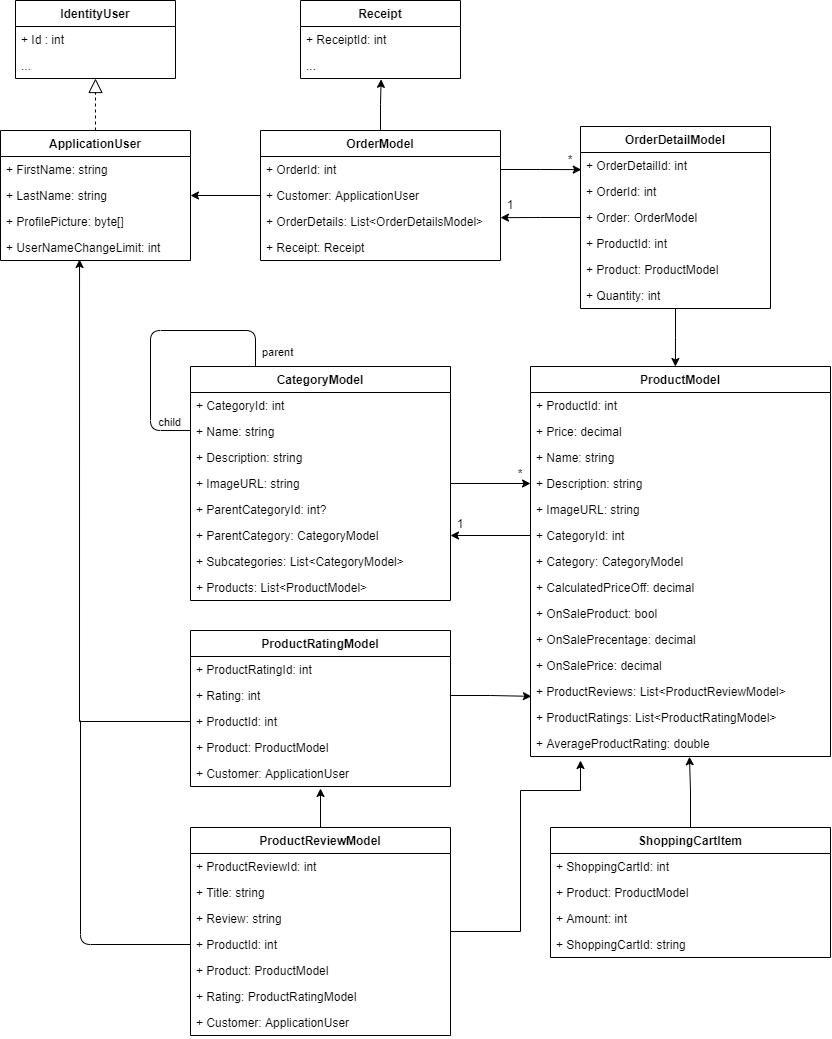 IdentityUser
+ Id : int
...
Receipt
+ ReceiptId: int
...
ApplicationUser
+ FirstName: string
+ LastName: string
+ ProfilePicture: byte[]
+ UserNameChangeLimit: int
OrderModel
+ OrderId: int
+ Customer: ApplicationUser
+ OrderDetails: List<OrderDetailsModel>
+ Receipt: Receipt
*
1
OrderDetailModel
+ OrderDetailId: int
+ OrderId: int
+ Order: OrderModel
+ ProductId: int
+ Product: ProductModel
+ Quantity: int
parent
child
CategoryModel
+ CategoryId: int
+ Name: string
+ Description: string
+ ImageURL: string
+ ParentCategoryId: int?
+ ParentCategory: CategoryModel
+ Subcategories: List<CategoryModel>
+ Products: List<ProductModel>
*
1
ProductModel
+ ProductId: int
+ Price: decimal
+ Name: string
+ Description: string
+ ImageURL: string
+ CategoryId: int
+ Category: CategoryModel
+ CalculatedPriceOff: decimal
+ OnSaleProduct: bool
+ OnSalePrecentage: decimal
+ OnSalePrice: decimal
+ ProductReviews: List<ProductReviewModel>
+ ProductRatings: List<ProductRatingModel>
+ AverageProductRating: double
ProductRatingModel
+ ProductRatingId: int
+ Rating: int
+ ProductId: int
+ Product: ProductModel
+ Customer: ApplicationUser
ProductReviewModel
+ ProductReviewId: int
+ Title: string
+ Review: string
+ ProductId: int
+ Product: ProductModel
+ Rating: ProductRatingModel
+ Customer: ApplicationUser
ShoppingCartItem
+ ShoppingCartId: int
+ Product: ProductModel
+ Amount: int
+ ShoppingCartId: string